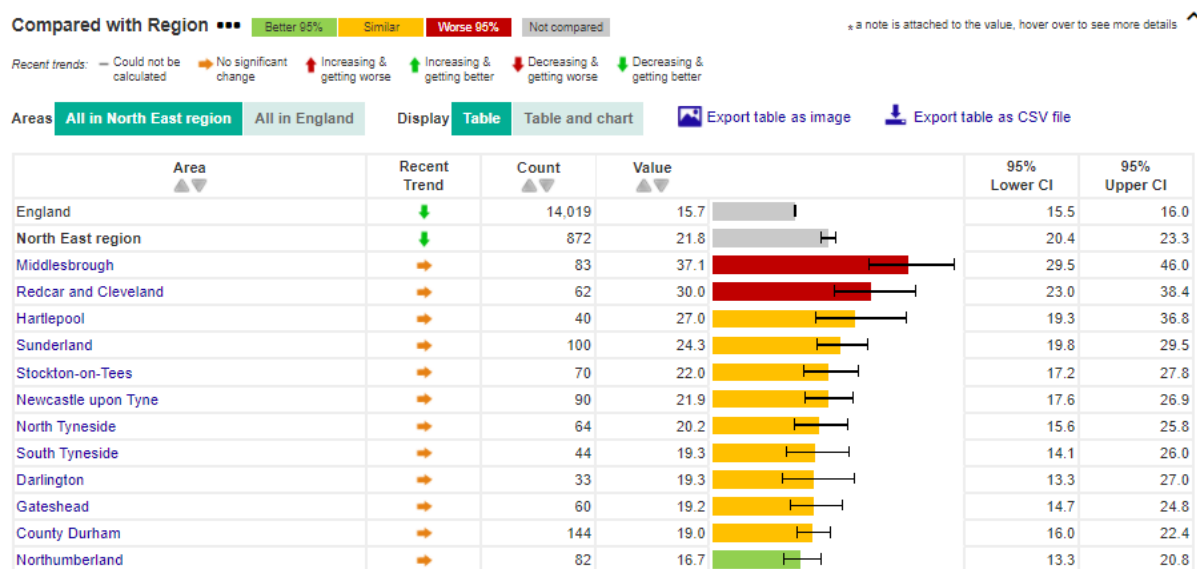 Compared with Region ••• Better 95% Similar Worse 95% Not compared * a note is attached to the value, hover over to see more details
Recent trends: – Could not be calculated No significant change Increasing & getting worse Increasing & getting better Decreasing & getting worse Decreasing & getting better
Areas All in North East region All in England Display Table Table and chart Export table as image Export table as CSV file
Area Recent Trend Count Value 95% Lower CI 95% Upper CI
England 14,019 15.7 15.5 16.0
North East region 872 21.8 20.4 23.3
Middlesbrough 83 37.1 29.5 46.0
Redcar and Cleveland 62 30.0 23.0 38.4
Hartlepool 40 27.0 19.3 36.8
Sunderland 100 24.3 19.8 29.5
Stockton-on-Tees 70 22.0 17.2 27.8
Newcastle upon Tyne 90 21.9 17.6 26.9
North Tyneside 64 20.2 15.6 25.8
South Tyneside 44 19.3 14.1 26.0
Darlington 33 19.3 13.3 27.0
Gateshead 60 19.2 14.7 24.8
County Durham 144 19.0 16.0 22.4
Northumberland 82 16.7 13.3 20.8